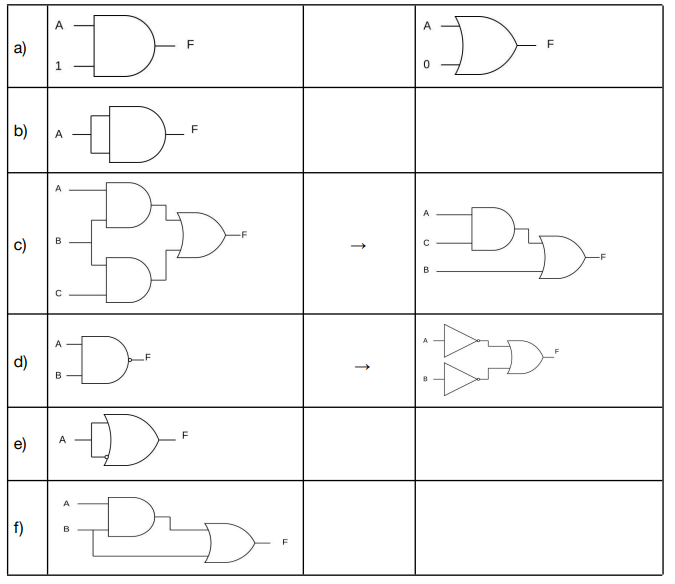 a) A 1 F A 0 F
b) A F
c) A B C F → A C B F
d) A B F → A B F
e) A F
f) A B F